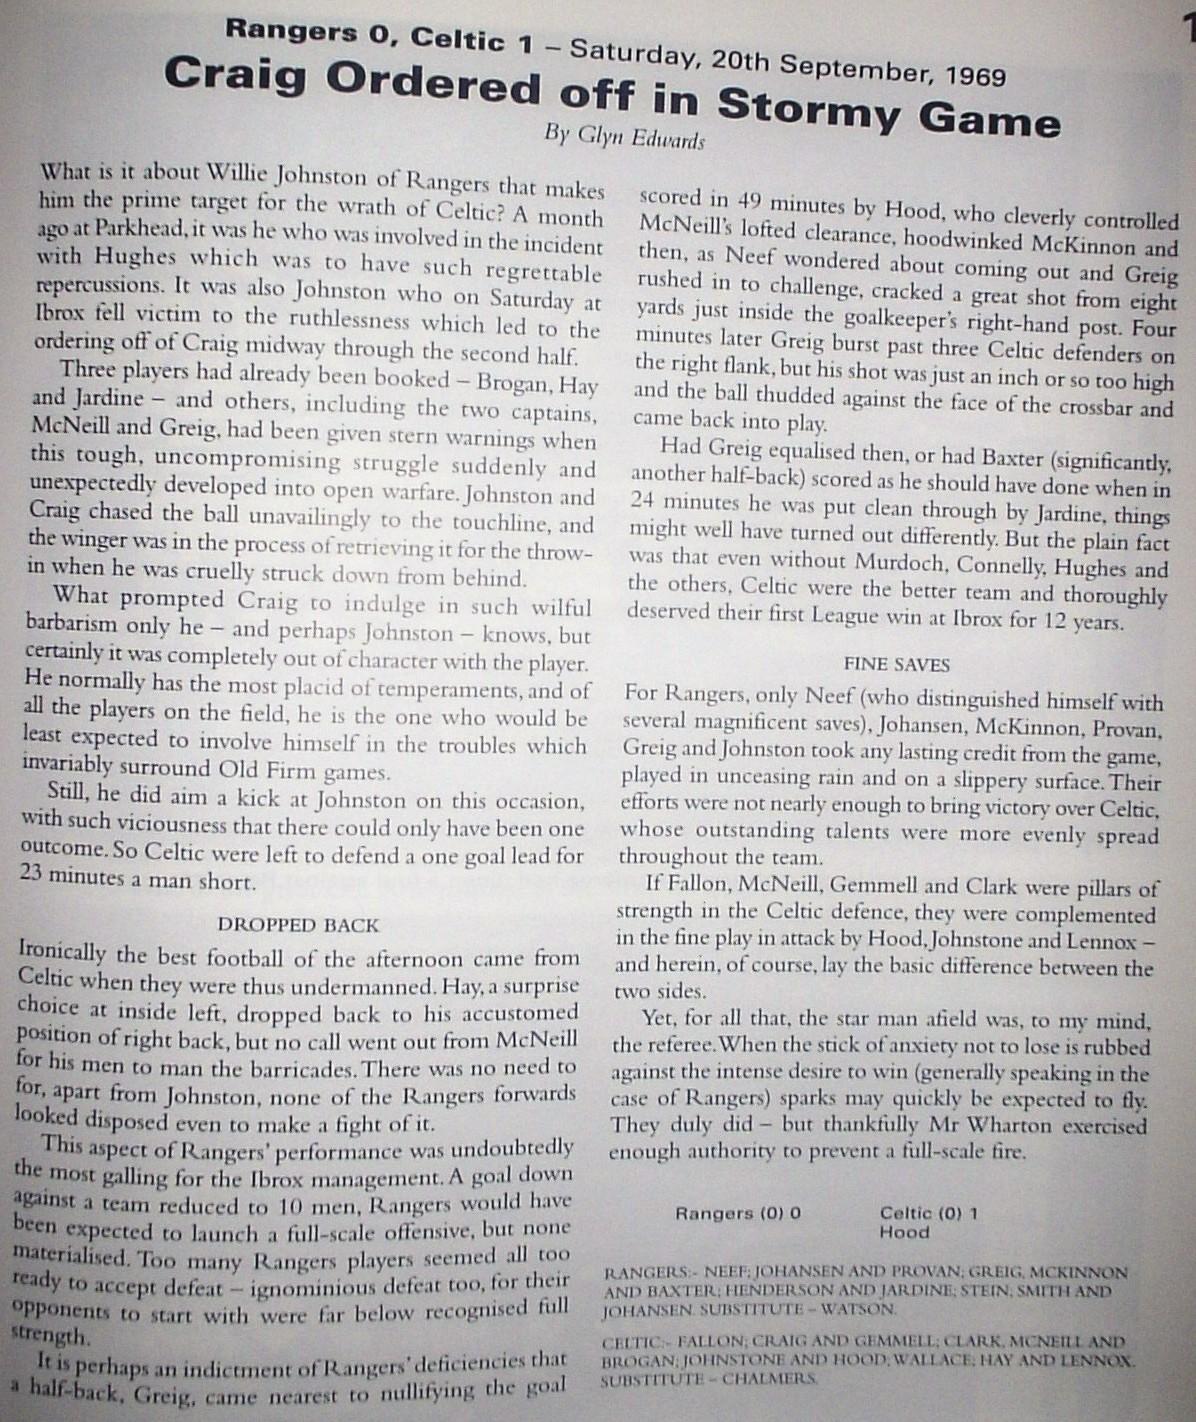 Rangers 0, Celtic 1 – Saturday, 20th September, 1969
Craig Ordered off in Stormy Game
By Glyn Edwards
What is it about Willie Johnston of Rangers that makes
him the prime target for the wrath of Celtic? A month
ago at Parkhead, it was he who was involved in the incident
with Hughes which was to have such regrettable
repercussions. It was also Johnston who on Saturday at
Ibrox fell victim to the ruthlessness which led to the
ordering off of Craig midway through the second half.
Three players had already been booked – Brogan, Hay
and Jardine – and others, including the two captains,
McNeill and Greig, had been given stern warnings when
this tough, uncompromising struggle suddenly and
unexpectedly developed into open warfare. Johnston and
Craig chased the ball unavailingly to the touchline, and
the winger was in the process of retrieving it for the throw-
in when he was cruelly struck down from behind.
What prompted Craig to indulge in such wilful
barbarism only he – and perhaps Johnston – knows, but
certainly it was completely out of character with the player.
He normally has the most placid of temperaments, and of
all the players on the field, he is the one who would be
least expected to involve himself in the troubles which
invariably surround Old Firm games.
Still, he did aim a kick at Johnston on this occasion,
with such viciousness that there could only have been one
outcome. So Celtic were left to defend a one goal lead for
23 minutes a man short.
DROPPED BACK
Ironically the best football of the afternoon came from
Celtic when they were thus undermanned. Hay, a surprise
choice at inside left, dropped back to his accustomed
position of right back, but no call went out from McNeill
for his men to man the barricades. There was no need to
for, apart from Johnston, none of the Rangers forwards
looked disposed even to make a fight of it.
This aspect of Rangers' performance was undoubtedly
the most galling for the Ibrox management. A goal down
against a team reduced to 10 men, Rangers would have
been expected to launch a full-scale offensive, but none
materialised. Too many Rangers players seemed all too
ready to accept defeat – ignominious defeat too, for their
opponents to start with were far below recognised full
strength.
It is perhaps an indictment of Rangers' deficiencies that
a half-back, Greig, came nearest to nullifying the goal
scored in 49 minutes by Hood, who cleverly controlled
McNeill's lofted clearance, hoodwinked McKinnon and
then, as Neef wondered about coming out and Greig
rushed in to challenge, cracked a great shot from eight
yards just inside the goalkeeper's right-hand post. Four
minutes later Greig burst past three Celtic defenders on
the right flank, but his shot was just an inch or so too high
and the ball thudded against the face of the crossbar and
came back into play.
Had Greig equalised then, or had Baxter (significantly,
another half-back) scored as he should have done when in
24 minutes he was put clean through by Jardine, things
might well have turned out differently. But the plain fact
was that even without Murdoch, Connelly, Hughes and
the others, Celtic were the better team and thoroughly
deserved their first League win at Ibrox for 12 years.
FINE SAVES
For Rangers, only Neef (who distinguished himself with
several magnificent saves), Johansen, McKinnon, Provan,
Greig and Johnston took any lasting credit from the game,
played in unceasing rain and on a slippery surface. Their
efforts were not nearly enough to bring victory over Celtic,
whose outstanding talents were more evenly spread
throughout the team.
If Fallon, McNeill, Gemmell and Clark were pillars of
strength in the Celtic defence, they were complemented
in the fine play in attack by Hood, Johnstone and Lennox –
and herein, of course, lay the basic difference between the
two sides.
Yet, for all that, the star man afield was, to my mind,
the referee. When the stick of anxiety not to lose is rubbed
against the intense desire to win (generally speaking in the
case of Rangers) sparks may quickly be expected to fly.
They duly did – but thankfully Mr Wharton exercised
enough authority to prevent a full-scale fire.
Rangers (0) 0 Celtic (0) 1
Hood
RANGERS:- NEEF; JOHANSEN AND PROVAN; GREIG, MCKINNON
AND BAXTER; HENDERSON AND JARDINE; STEIN; SMITH AND
JOHANSEN. SUBSTITUTE – WATSON.
CELTIC:- FALLON; CRAIG AND GEMMELL; CLARK, MCNEILL AND
BROGAN; JOHNSTONE AND HOOD; WALLACE; HAY AND LENNOX.
SUBSTITUTE – CHALMERS.